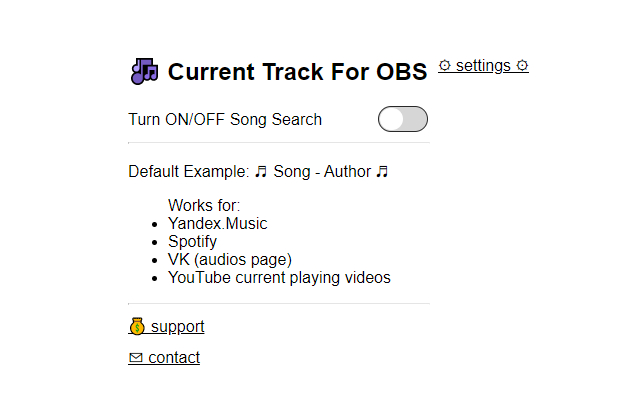 Current Track For OBS
⚙ settings ⚙
Turn ON/OFF Song Search
Default Example: ♬ Song - Author ♬
Works for:
Yandex.Music
Spotify
VK (audios page)
YouTube current playing videos
support
contact